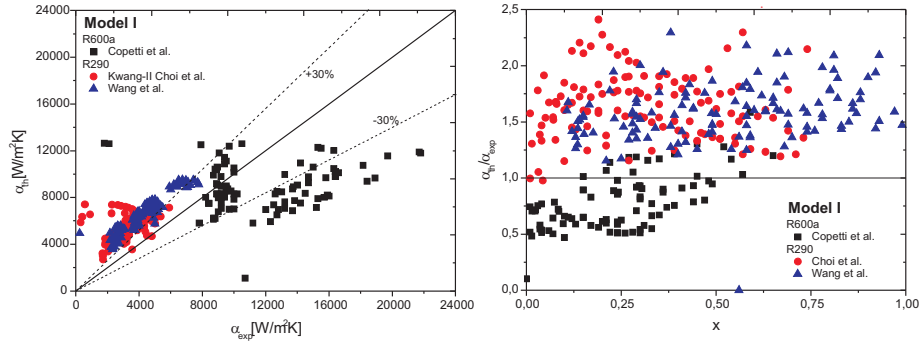 24000
20000
16000
12000
8000
4000
0
α_th[W/m²K]
Model I
R600a
Copetti et al.
R290
Kwang-Il Choi et al.
Wang et al.
+30%
-30%
0
4000
8000
12000
16000
20000
24000
α_exp[W/m²K]
2,5
2,0
1,5
1,0
0,5
0,0
α_th/α_exp
Model I
R600a
Copetti et al.
R290
Choi et al.
Wang et al.
0,00
0,25
0,50
0,75
1,00
x